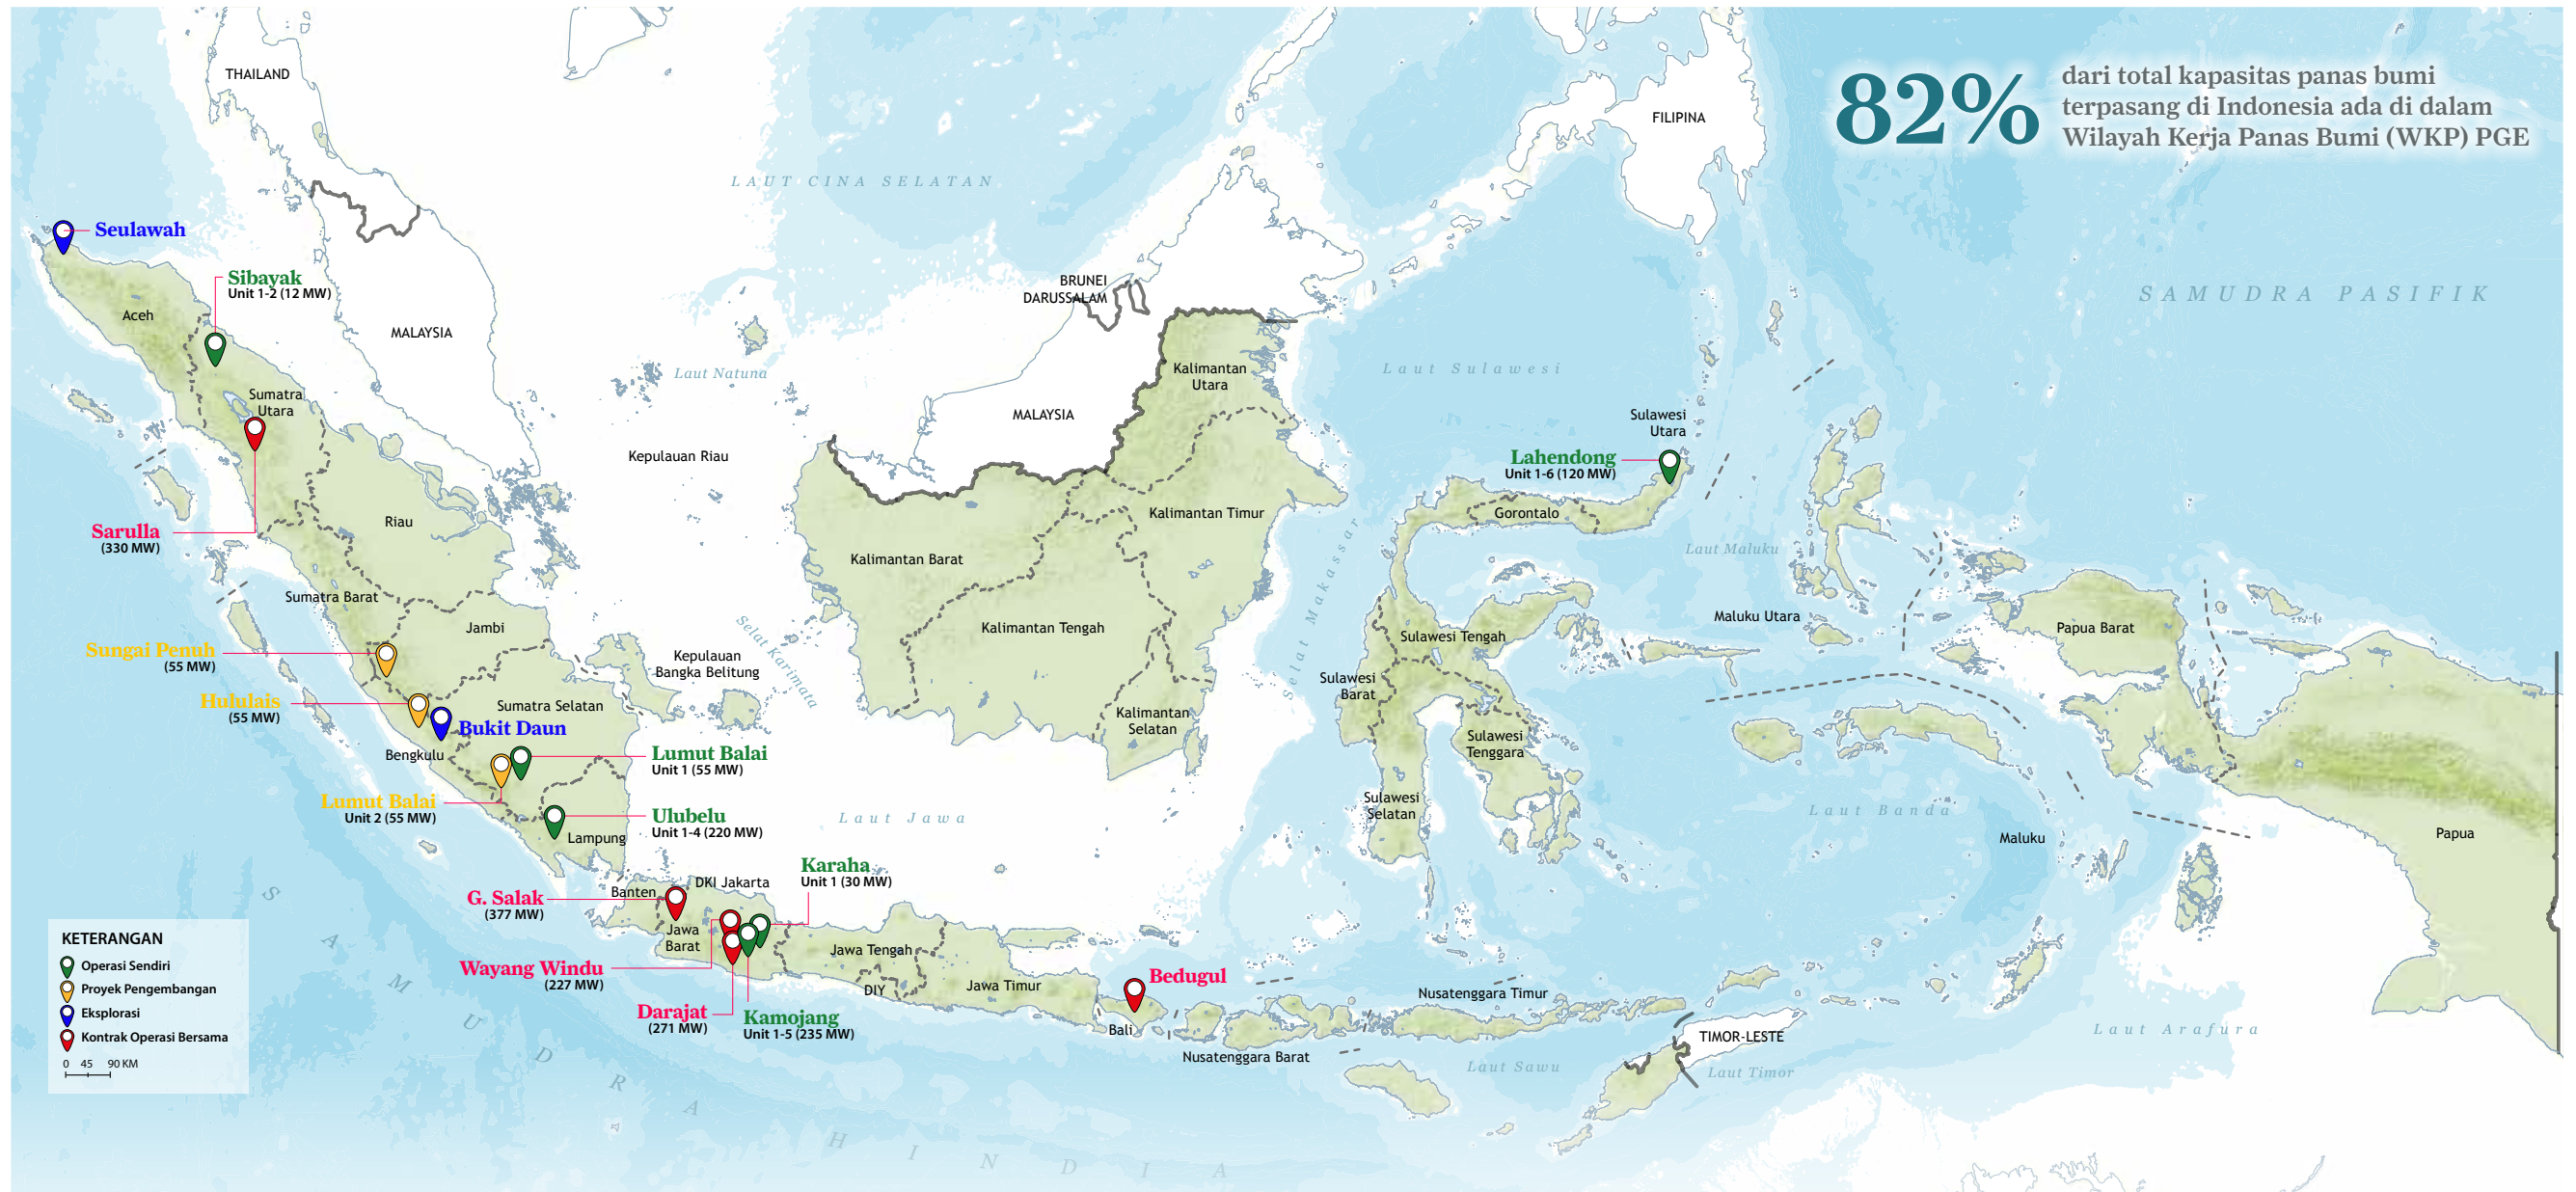 82%
dari total kapasitas panas bumi
terpasang di Indonesia ada di dalam
Wilayah Kerja Panas Bumi (WKP) PGE
THAILAND
FILIPINA
LAUT CINA SELATAN
Seulawah
Sibayak
Unit 1-2 (12 MW)
BRUNEI
DARUSSALAM
SAMUDRA PASIFIK
Aceh
MALAYSIA
Laut Natuna
Kalimantan
Utara
Laut Sulawesi
Sumatra
Utara
MALAYSIA
Sulawesi
Utara
Kepulauan Riau
Lahendong
Unit 1-6 (120 MW)
Sarulla
(330 MW)
Riau
Kalimantan Timur
Gorontalo
Kalimantan Barat
Selat Makassar
Laut Maluku
Sumatra Barat
Jambi
Selat Karimata
Kalimantan Tengah
Sulawesi Tengah
Maluku Utara
Papua Barat
Sungai Penuh
(55 MW)
Kepulauan
Bangka Belitung
Sulawesi
Barat
Hululais
(55 MW)
Sumatra Selatan
Bukit Daun
Kalimantan
Selatan
Sulawesi
Tenggara
Bengkulu
Lumut Balai
Unit 1 (55 MW)
Lumut Balai
Unit 2 (55 MW)
Sulawesi
Selatan
Ulubelu
Unit 1-4 (220 MW)
Lampung
Laut Jawa
Laut Banda
Maluku
Papua
Karaha
Unit 1 (30 MW)
G. Salak
(377 MW)
Banten
DKI Jakarta
Jawa
Barat
Jawa Tengah
Wayang Windu
(227 MW)
DIY
Jawa Timur
Bedugul
Nusatenggara Timur
Darajat
(271 MW)
Kamojang
Unit 1-5 (235 MW)
Bali
Nusatenggara Barat
TIMOR-LESTE
Laut Arafura
Laut Sawu
Laut Timor
SAMUDRA HINDIA
KETERANGAN
Operasi Sendiri
Proyek Pengembangan
Eksplorasi
Kontrak Operasi Bersama
0 45 90 KM